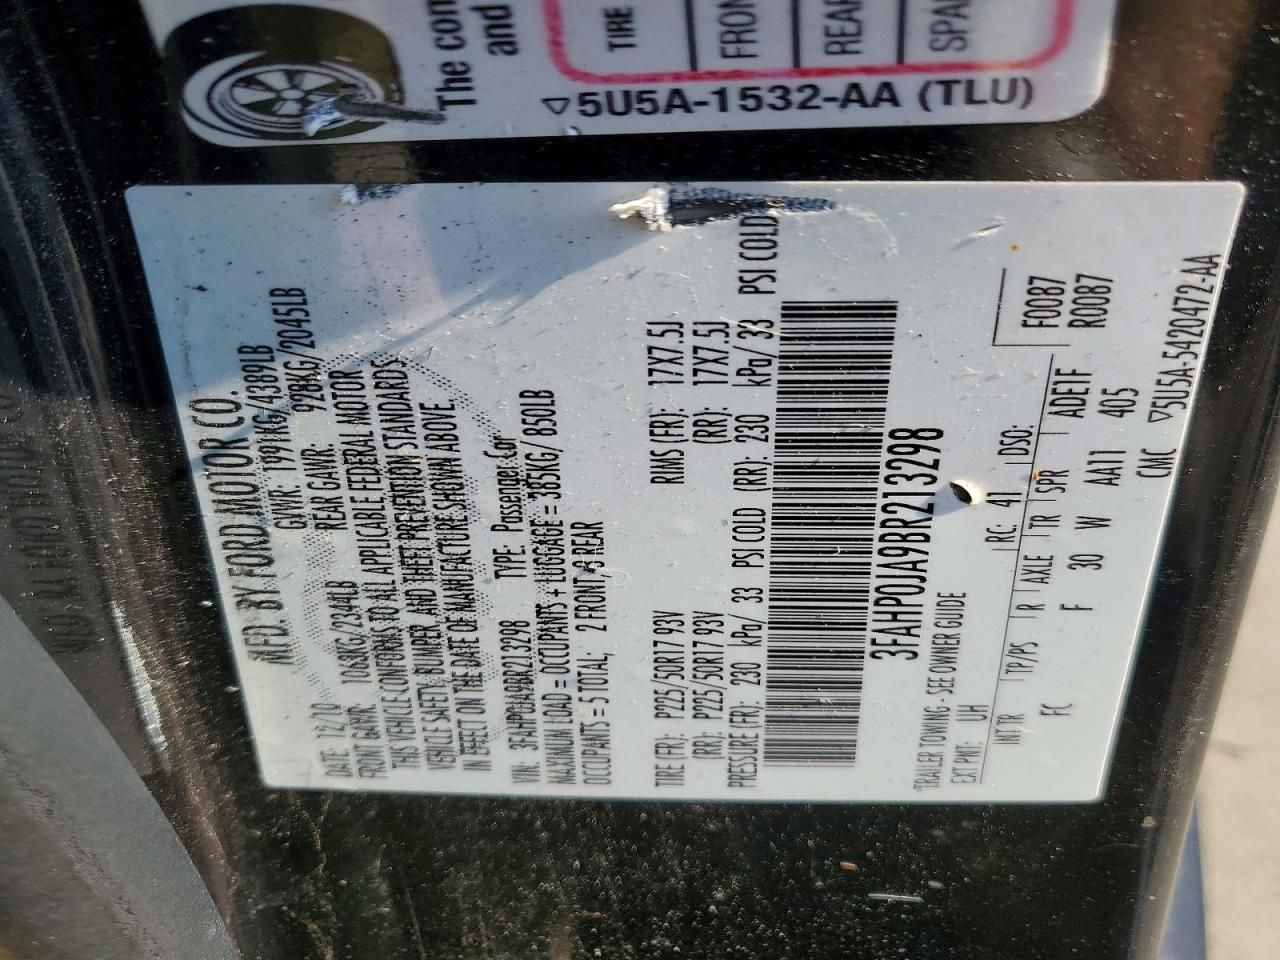 The com
and
TIRE
FRON
REAR
SPA
▽5U5A-1532-AA (TLU)
MFD. BY FORD MOTOR CO.
DATE: 12/10 GVWR: 1991KG/4389LB
FRONT GAWR: 1063KG/2344LB REAR GAWR: 928KG/2045LB
THIS VEHICLE CONFORMS TO ALL APPLICABLE FEDERAL MOTOR
VEHICLE SAFETY, BUMPER, AND THEFT PREVENTION STANDARDS
IN EFFECT ON THE DATE OF MANUFACTURE SHOWN ABOVE.
VIN: 3FAHP0JA9BR213298 TYPE: Passenger Car
MAXIMUM LOAD = OCCUPANTS + LUGGAGE = 385KG/850LB
OCCUPANTS = 5 TOTAL; 2 FRONT, 3 REAR
TIRE (FR): P225/50R17 93V RIMS (FR): 17X7.5J
(RR): P225/50R17 93V (RR): 17X7.5J
PRESSURE (FR): 230 kPa/ 33 PSI COLD (RR): 230 kPa/ 33 PSI COLD
3FAHP0JA9BR213298
*TRAILER TOWING - SEE OWNER GUIDE F0087
EXT PNT: UH RC: 41 DSO: R0087
INT TR TP/PS R AXLE TR SPR ADE1F
FC F 30 W AA11 405
CMC ▽5U5A-5420472-AA